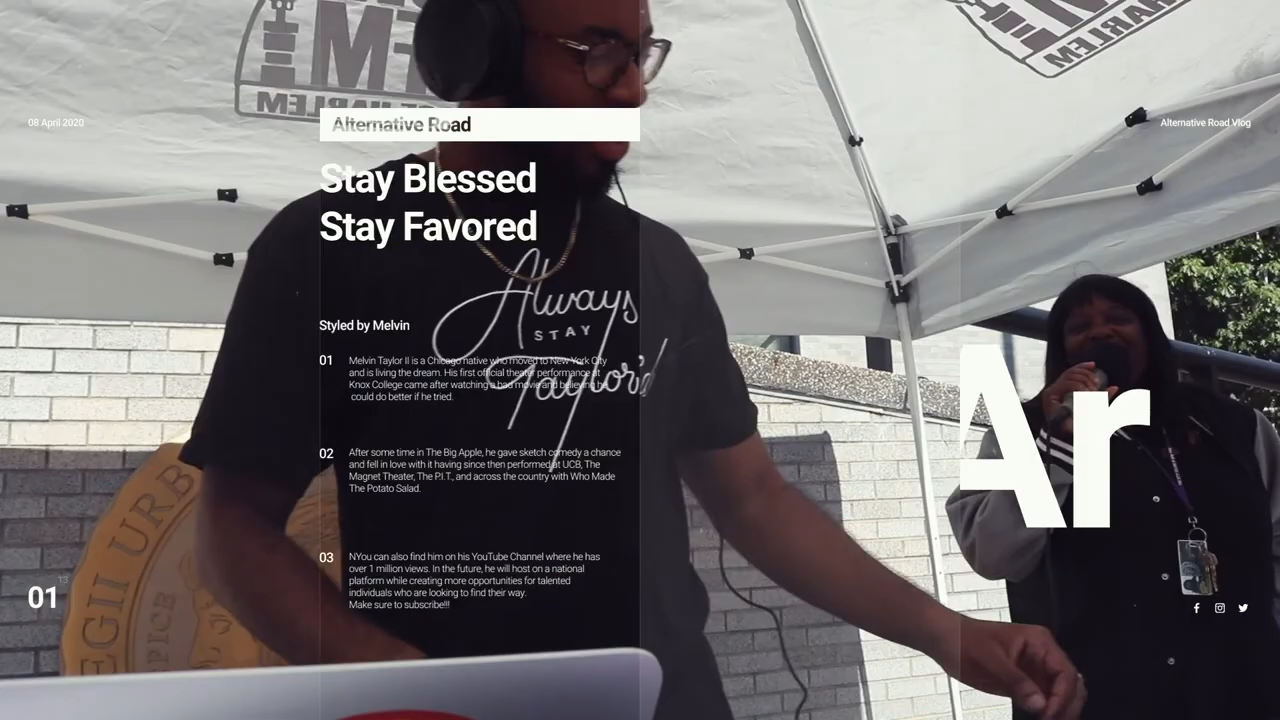 HARLEM
HARLEM
08 April 2020
Alternative Road
Alternative Road Vlog
Stay Blessed
Stay Favored
Always
STAY
Taylor'd
Styled by Melvin
01 Melvin Taylor II is a Chicago native who moved to New York City
and is living the dream. His first official theater performance at
Knox College came after watching a bad movie and believing he
could do better if he tried.
Ar
02 After some time in The Big Apple, he gave sketch comedy a chance
and fell in love with it having since then performed at UCB, The
Magnet Theater, The P.I.T., and across the country with Who Made
The Potato Salad.
03 NYou can also find him on his YouTube Channel where he has
over 1 million views. In the future, he will host on a national
platform while creating more opportunities for talented
individuals who are looking to find their way.
Make sure to subscribe!!!
13
01
EGII URB
SPICE